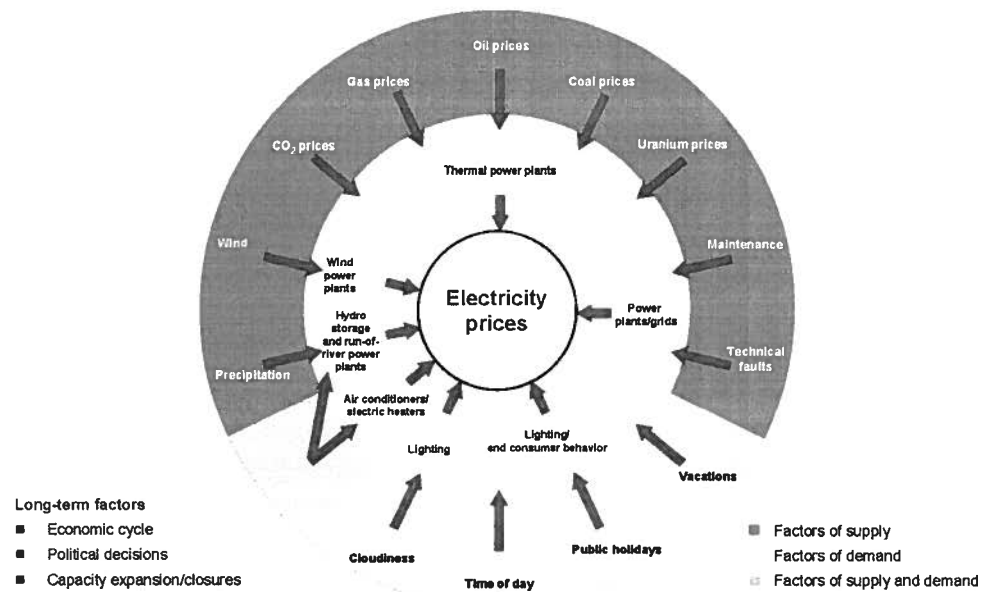 Oil prices
Gas prices
Coal prices
CO₂ prices
Uranium prices
Thermal power plants
Wind
Maintenance
Wind
power
plants
Electricity
prices
Power
plants/grids
Hydro
storage
and run-of-
river power
plants
Precipitation
Technical
faults
Air conditioners/
electric heaters
Lighting
Lighting/
end consumer behavior
Vacations
Cloudiness
Public holidays
Time of day
Long-term factors
Economic cycle
Political decisions
Capacity expansion/closures
Factors of supply
Factors of demand
Factors of supply and demand